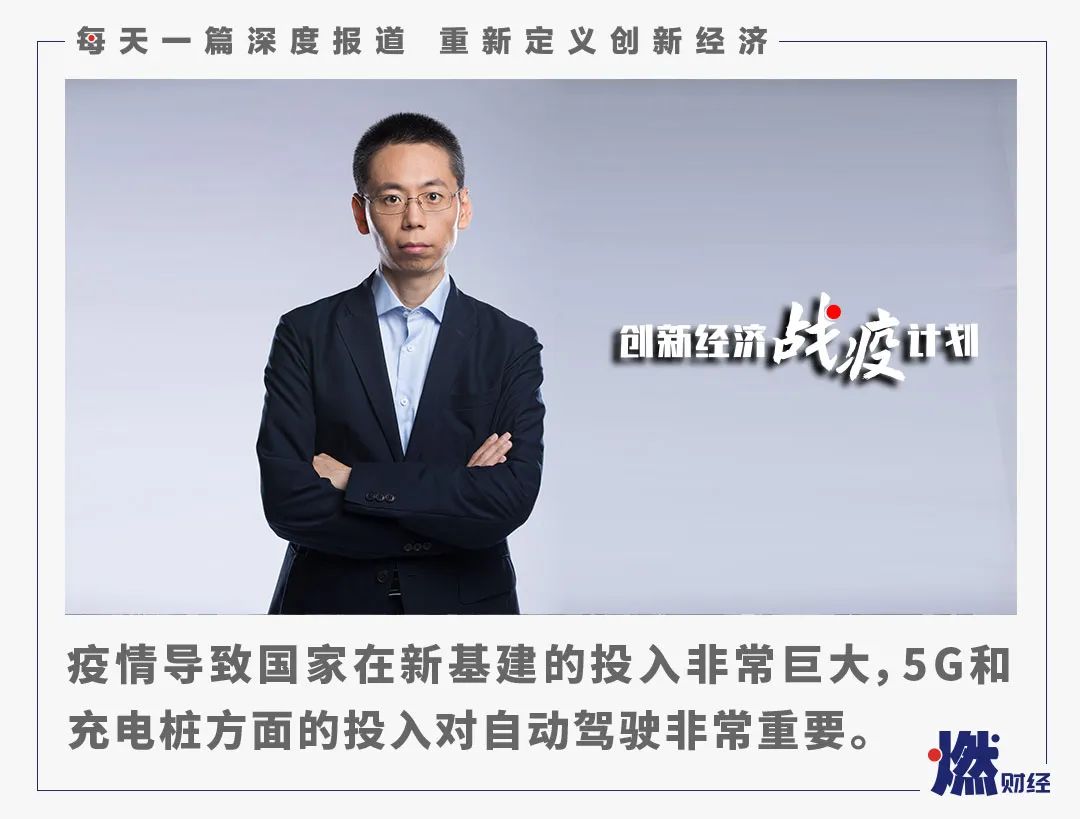 每天一篇深度报道 重新定义创新经济
创新经济战疫计划
疫情导致国家在新基建的投入非常巨大，5G和
充电桩方面的投入对自动驾驶非常重要。
燃财经